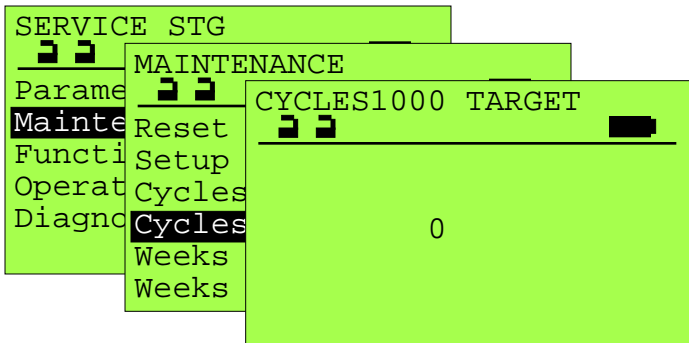 SERVICE STG
Parame
Mainte
Functi
Operat
Diagno
MAINTENANCE
Reset
Setup
Cycles
Cycles
Weeks
Weeks
CYCLES1000 TARGET
0